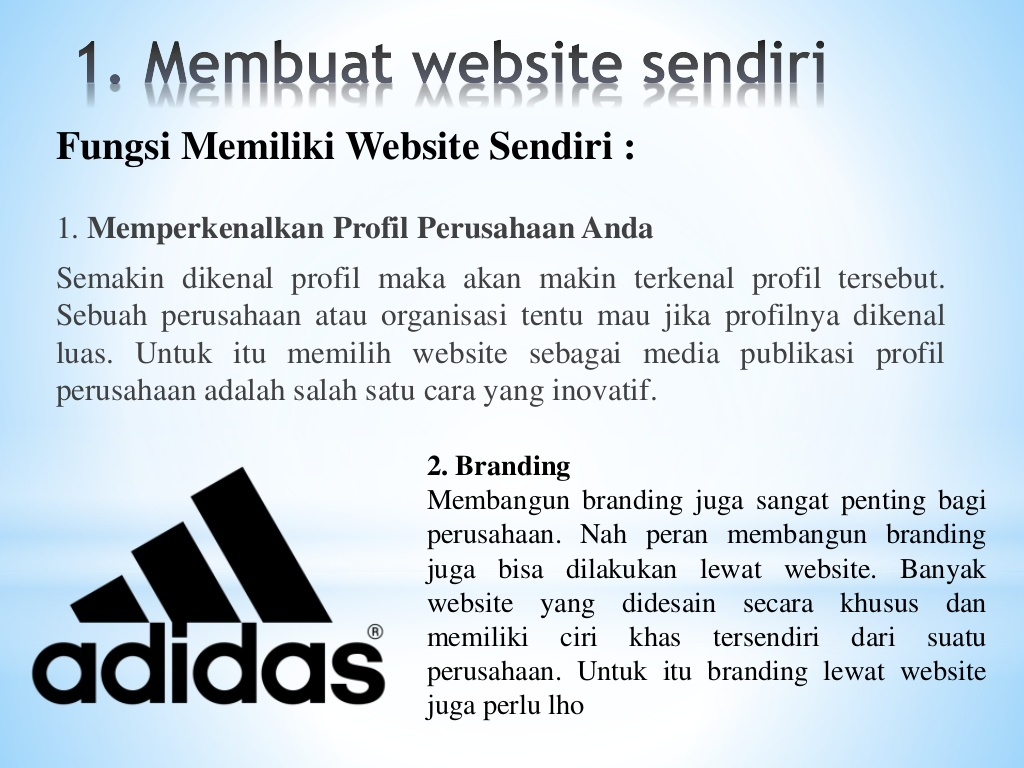 1. Membuat website sendiri
Fungsi Memiliki Website Sendiri :
1. Memperkenalkan Profil Perusahaan Anda
Semakin dikenal profil maka akan makin terkenal profil tersebut.
Sebuah perusahaan atau organisasi tentu mau jika profilnya dikenal
luas. Untuk itu memilih website sebagai media publikasi profil
perusahaan adalah salah satu cara yang inovatif.
adidas®
2. Branding
Membangun branding juga sangat penting bagi
perusahaan. Nah peran membangun branding
juga bisa dilakukan lewat website. Banyak
website yang didesain secara khusus dan
memiliki ciri khas tersendiri dari suatu
perusahaan. Untuk itu branding lewat website
juga perlu lho